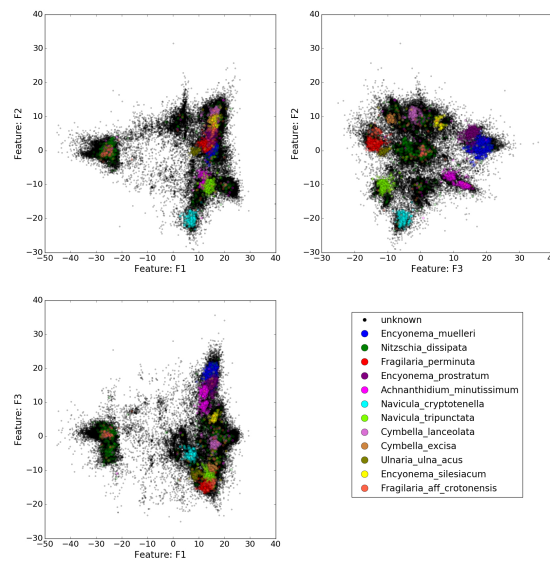 40
30
20
10
0
−10
−20
−30
Feature: F2
−50 −40 −30 −20 −10 0 10 20 30 40
Feature: F1
40
30
20
10
0
−10
−20
−30
Feature: F2
−30 −20 −10 0 10 20 30 40
Feature: F3
40
30
20
10
0
−10
−20
−30
Feature: F3
−50 −40 −30 −20 −10 0 10 20 30 40
Feature: F1
unknown
Encyonema_muelleri
Nitzschia_dissipata
Fragilaria_perminuta
Encyonema_prostratum
Achnanthidium_minutissimum
Navicula_cryptotenella
Navicula_tripunctata
Cymbella_lanceolata
Cymbella_excisa
Ulnaria_ulna_acus
Encyonema_silesiacum
Fragilaria_aff_crotonensis